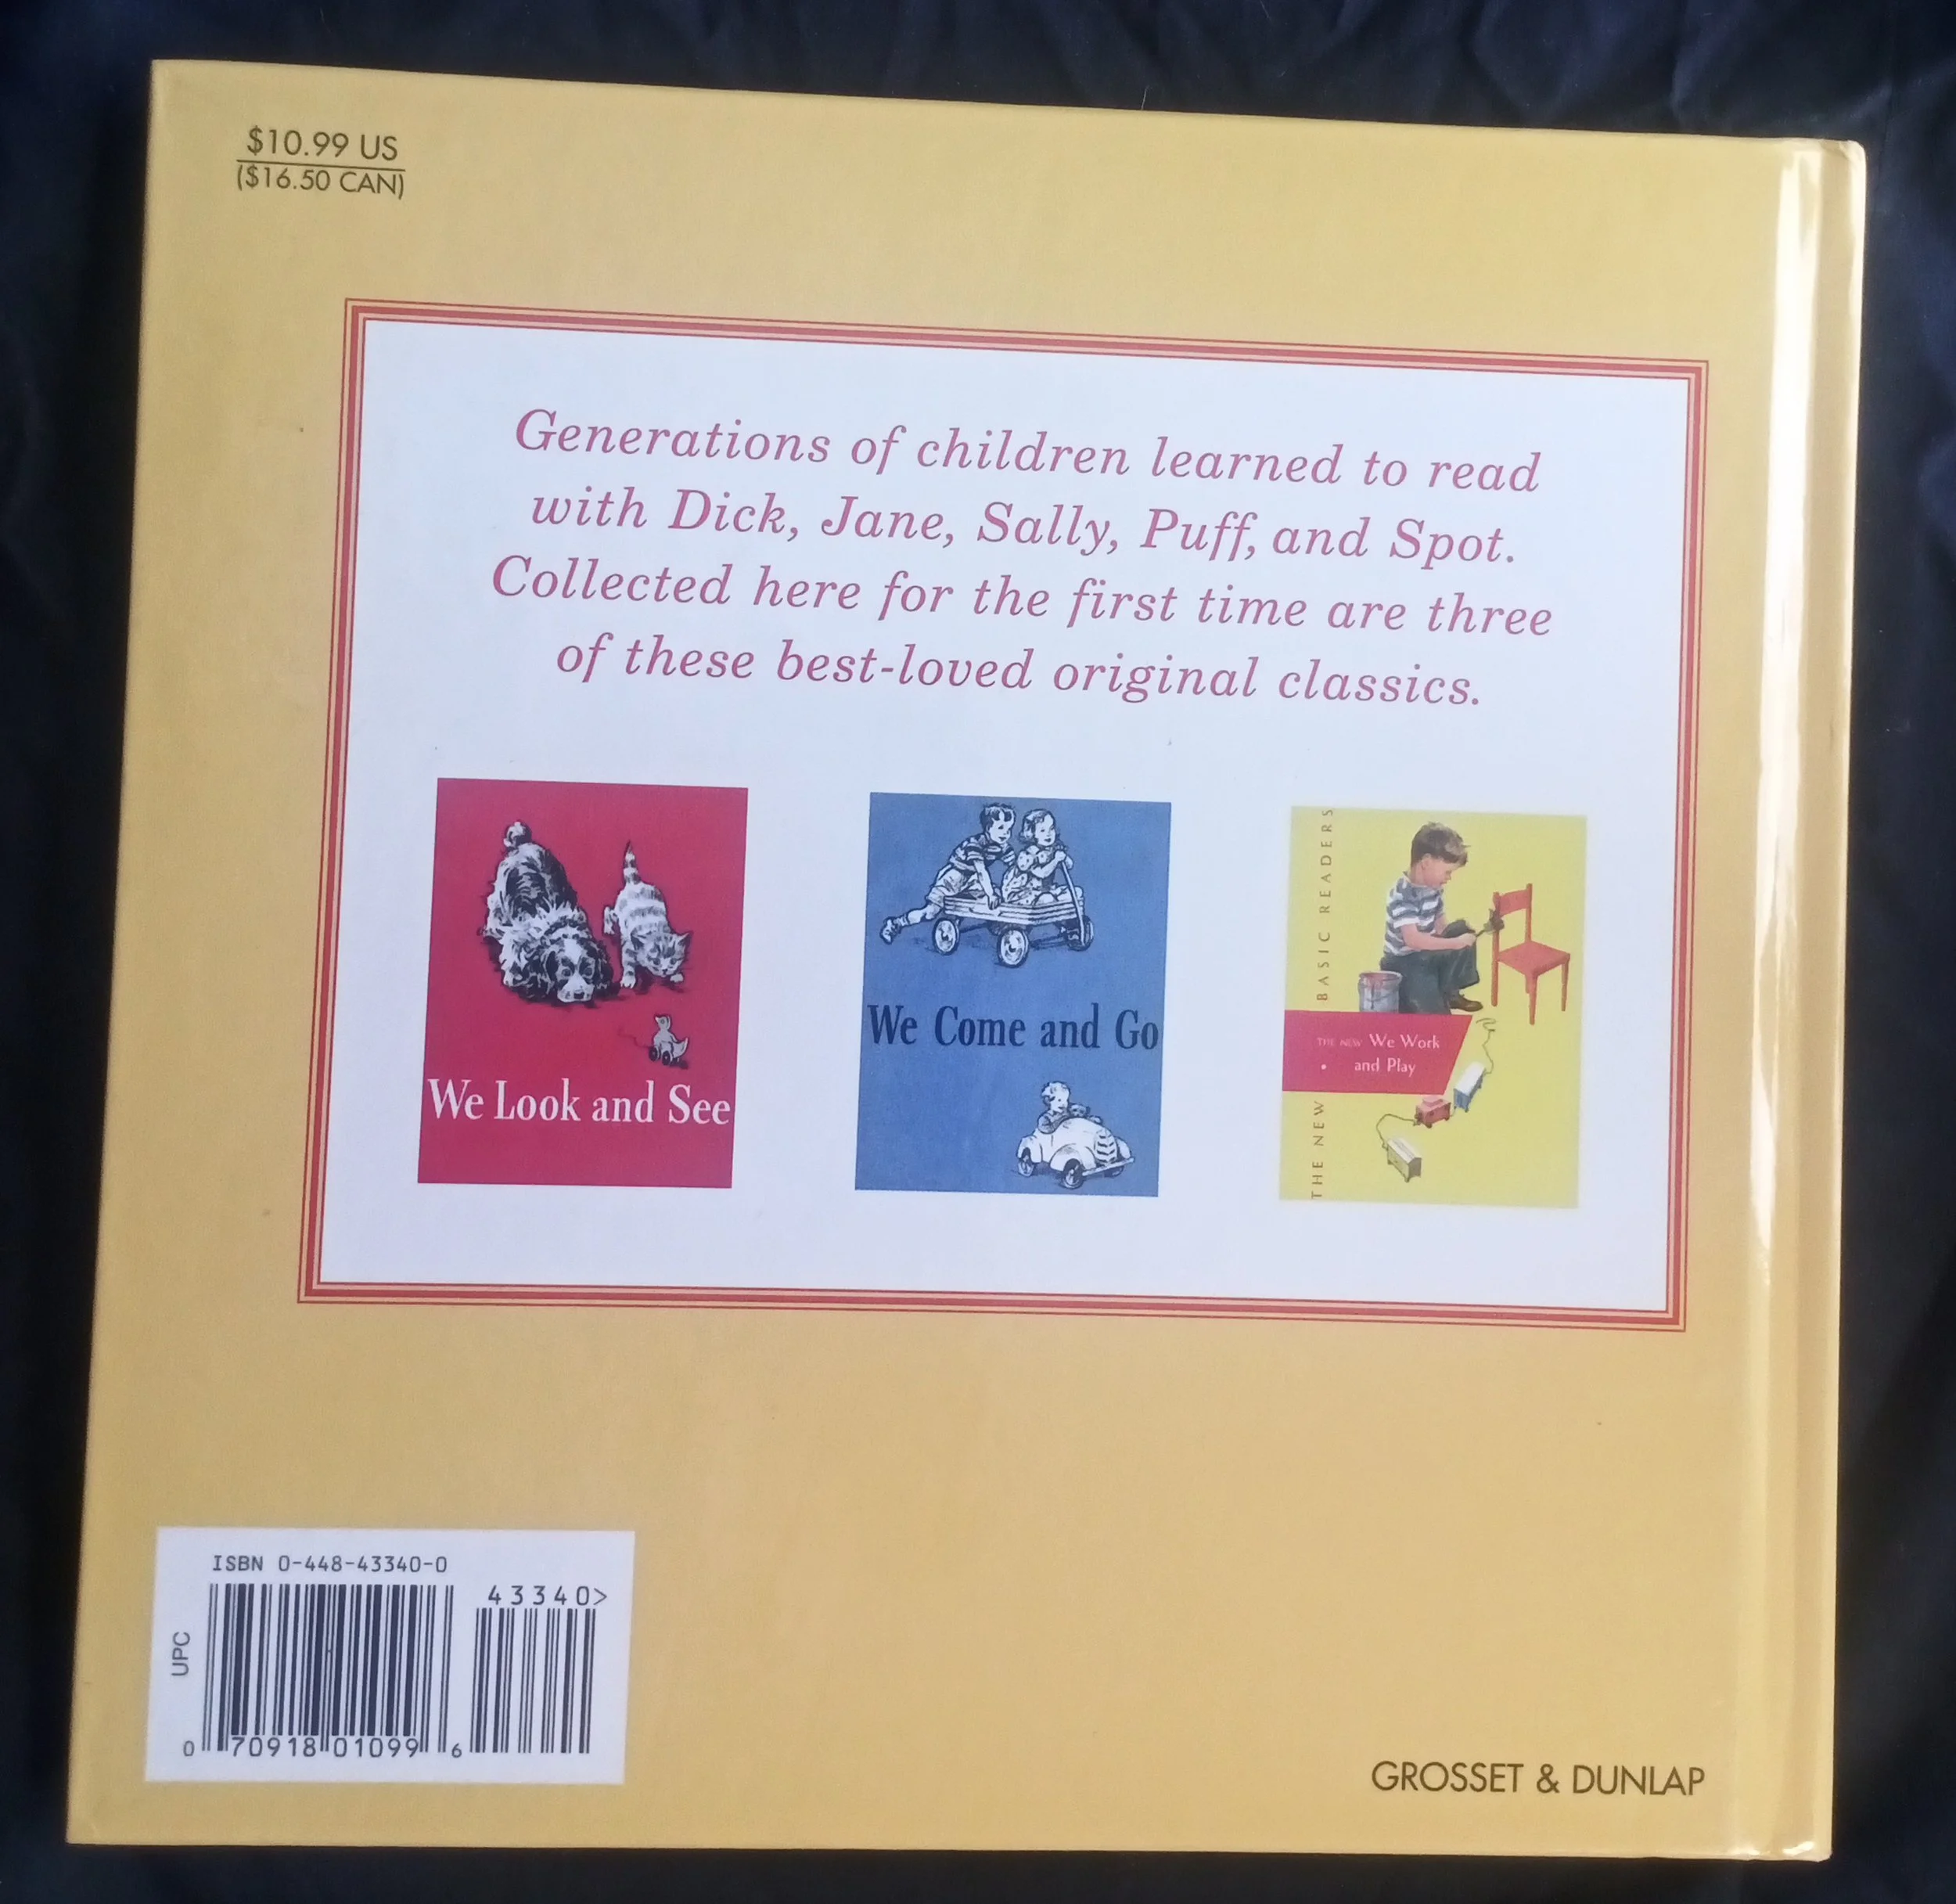 $10.99 US
($16.50 CAN)
Generations of children learned to read
with Dick, Jane, Sally, Puff, and Spot.
Collected here for the first time are three
of these best-loved original classics.
We Look and See
We Come and Go
THE NEW BASIC READERS
THE NEW We Work
• and Play
ISBN 0-448-43340-0
43340>
UPC
0 70918 01099 6
GROSSET & DUNLAP